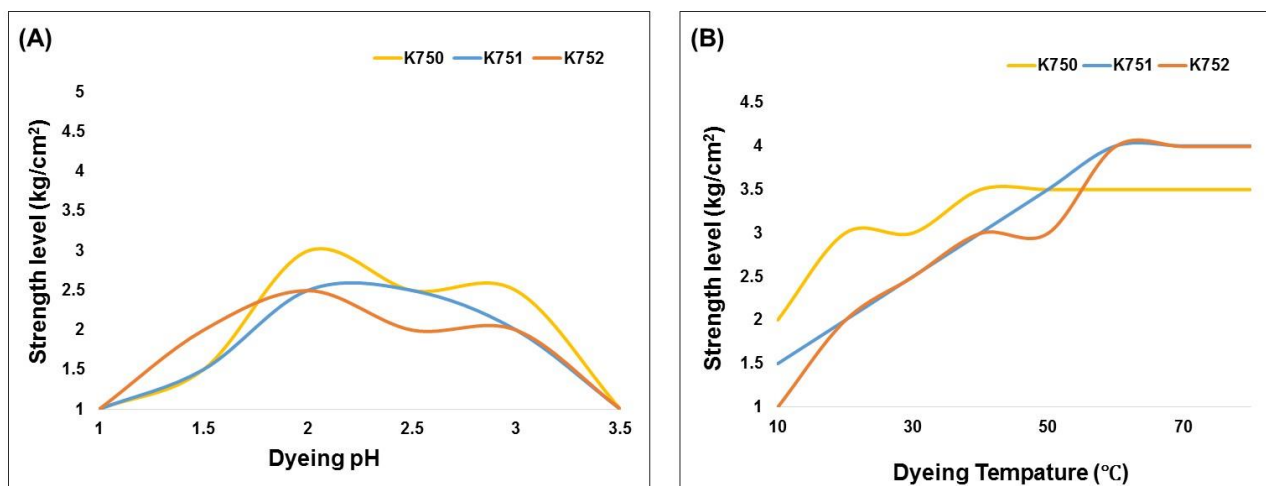 (A)
K750 K751 K752
Strength level (kg/cm²)
5
4.5
4
3.5
3
2.5
2
1.5
1
1 1.5 2 2.5 3 3.5
Dyeing pH
(B)
K750 K751 K752
Strength level (kg/cm²)
4.5
4
3.5
3
2.5
2
1.5
1
10 30 50 70
Dyeing Tempature (℃)